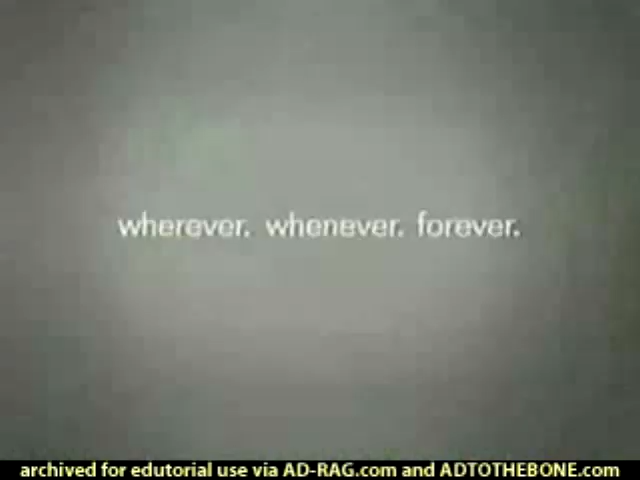 wherever. whenever. forever.
archived for edutorial use via AD-RAG.com and ADTOTHEBONE.com